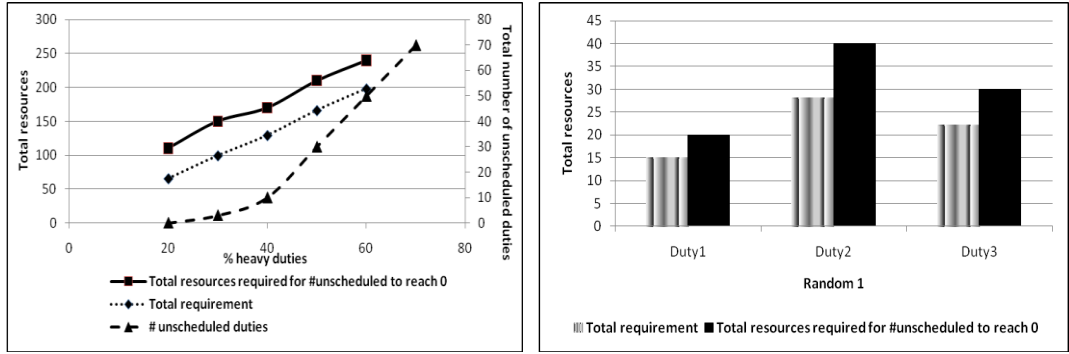 300
250
200
150
100
50
0
Total resources
80
70
60
50
40
30
20
10
0
Total number of unscheduled duties
0 20 40 60 80
% heavy duties
Total resources required for #unscheduled to reach 0
Total requirement
# unscheduled duties
45
40
35
30
25
20
15
10
5
0
Total resources
Duty1 Duty2 Duty3
Random 1
Total requirement Total resources required for #unscheduled to reach 0